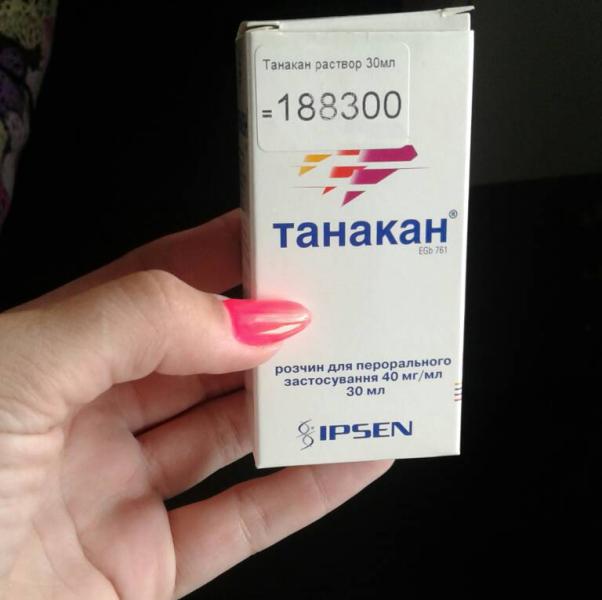 Танакан раствор 30мл
=188300
танакан®
EGb 761
розчин для перорального
застосування 40 мг/мл
30 мл
IPSEN